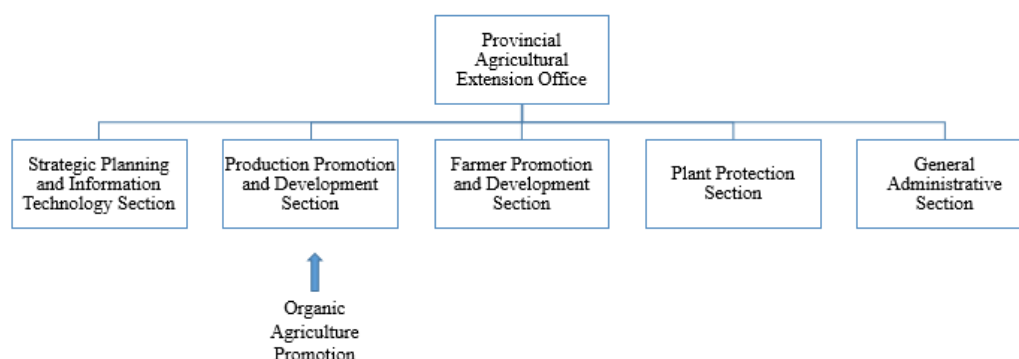 Provincial
Agricultural
Extension Office
Strategic Planning
and Information
Technology Section
Production Promotion
and Development
Section
Farmer Promotion
and Development
Section
Plant Protection
Section
General
Administrative
Section
Organic
Agriculture
Promotion